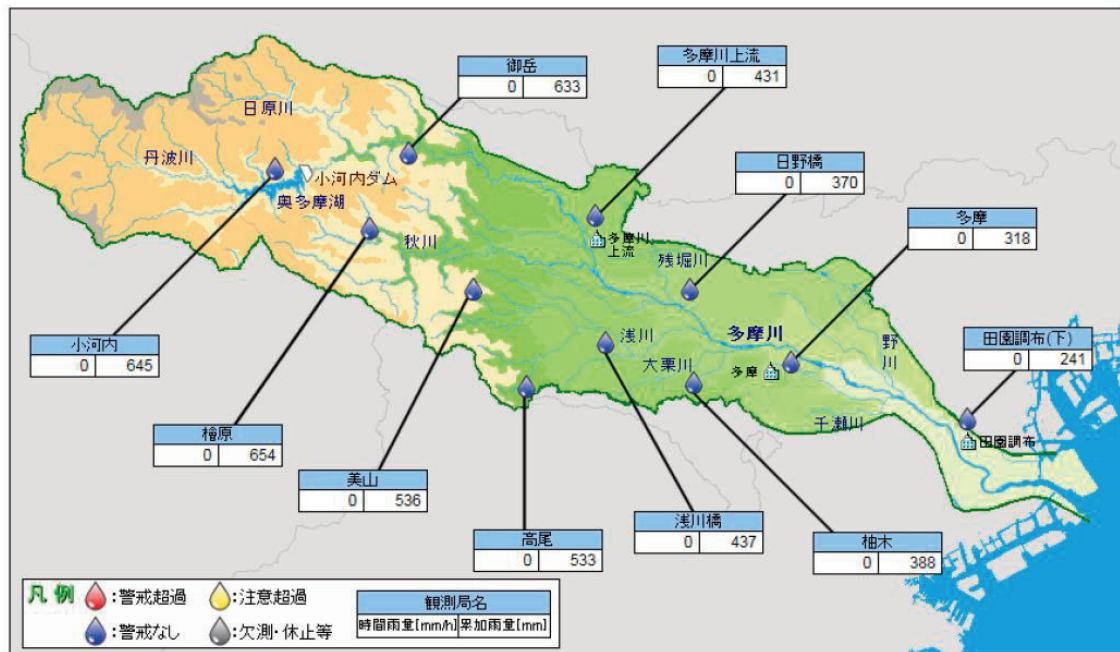 御岳
0 633
多摩川上流
0 431
日原川
丹波川
小河内ダム
奥多摩湖
秋川
日野橋
0 370
多摩
0 318
多摩川
上流
残堀川
小河内
0 645
浅川
多摩川
大栗川
多摩
野川
田園調布(下)
0 241
千瀬川
田園調布
檜原
0 654
美山
0 536
高尾
0 533
浅川橋
0 437
柚木
0 388
凡例
:警戒超過
:注意超過
:警戒なし
:欠測・休止等
観測局名
時間雨量[mm/h] 累加雨量[mm]